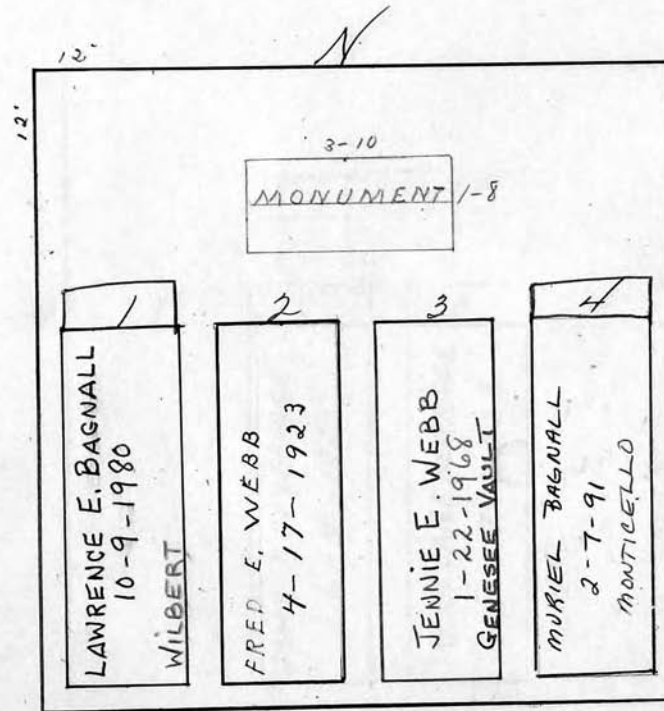 N
12'
12'
3-10
MONUMENT 1-8
1
LAWRENCE E. BAGNALL
10-9-1980
WILBERT
2
FRED E. WEBB
4-17-1923
3
JENNIE E WEBB
1-22-1968
GENESEE VAULT
4
MURIEL BAGNALL
2-7-91
MONTICELLO